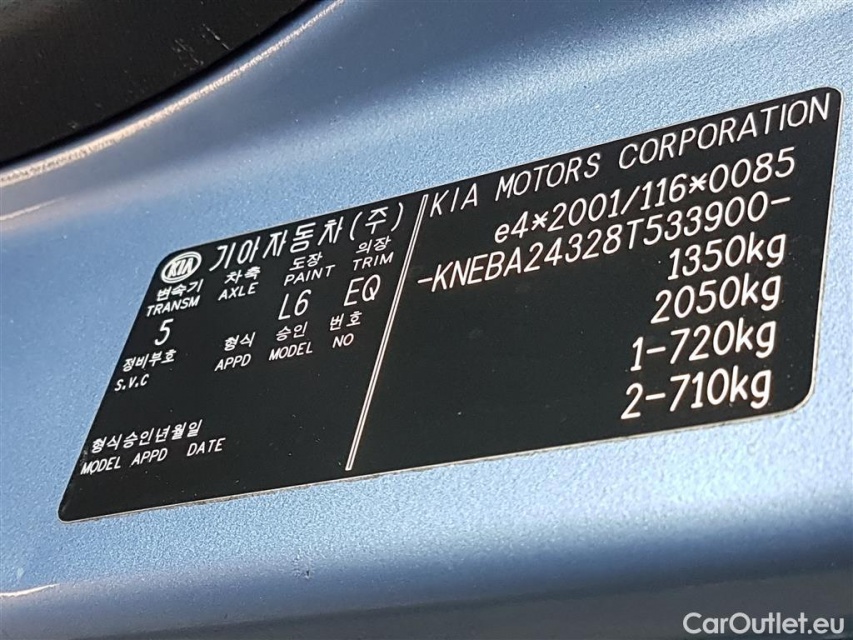 KIA 기아자동차(주)
변속기 차축 도장 의장
TRANSM AXLE PAINT TRIM
5 L6 EQ
정비부호 형식 승인 번호
S.V.C APPD MODEL NO
형식승인년월일
MODEL APPD DATE
KIA MOTORS CORPORATION
e4*2001/116*0085
-KNEBA24328T533900-
1350kg
2050kg
1-720kg
2-710kg
CarOutlet.eu